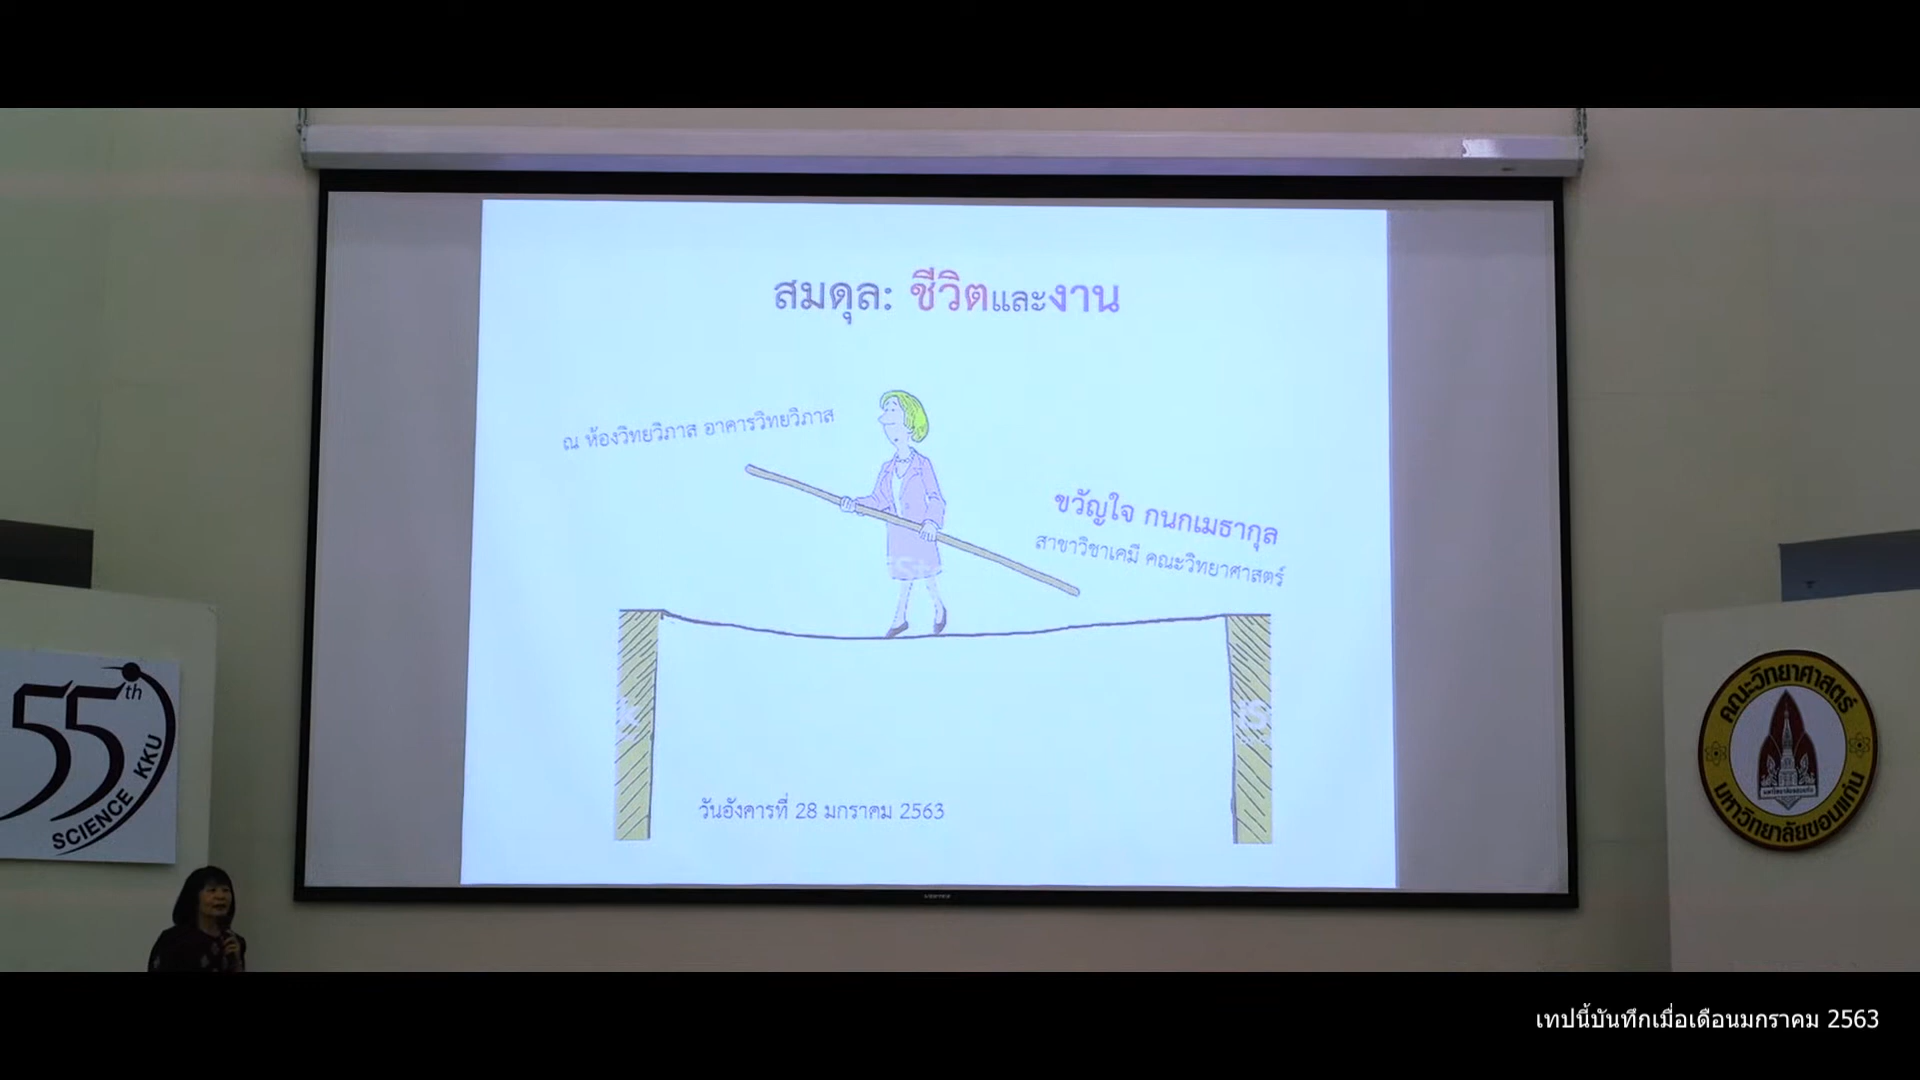 สมดุล: ชีวิตและงาน
ณ ห้องวิทยวิภาส อาคารวิทยวิภาส
ขวัญใจ กนกเมธากุล
สาขาวิชาเคมี คณะวิทยาศาสตร์
วันอังคารที่ 28 มกราคม 2563
55th
SCIENCE KKU
คณะวิทยาศาสตร์
มหาวิทยาลัยขอนแก่น
เทปนี้บันทึกเมื่อเดือนมกราคม 2563